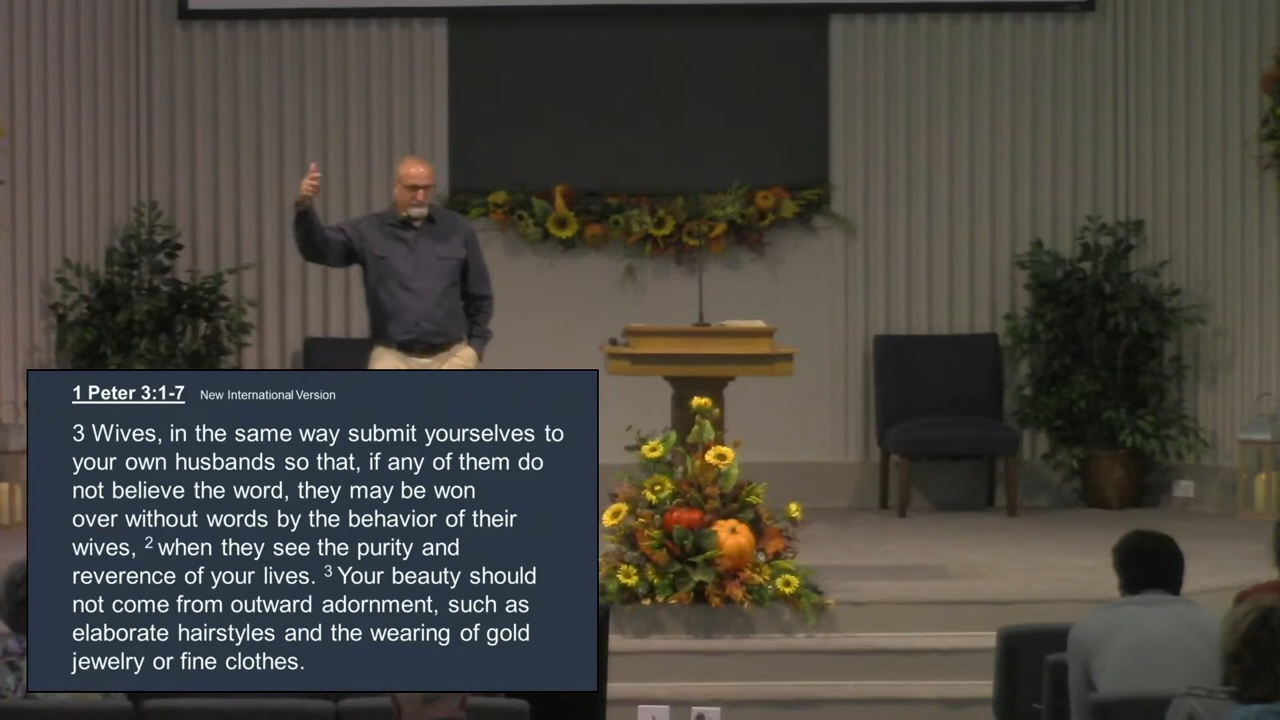 1 Peter 3:1-7 New International Version
3 Wives, in the same way submit yourselves to
your own husbands so that, if any of them do
not believe the word, they may be won
over without words by the behavior of their
wives, 2 when they see the purity and
reverence of your lives. 3 Your beauty should
not come from outward adornment, such as
elaborate hairstyles and the wearing of gold
jewelry or fine clothes.